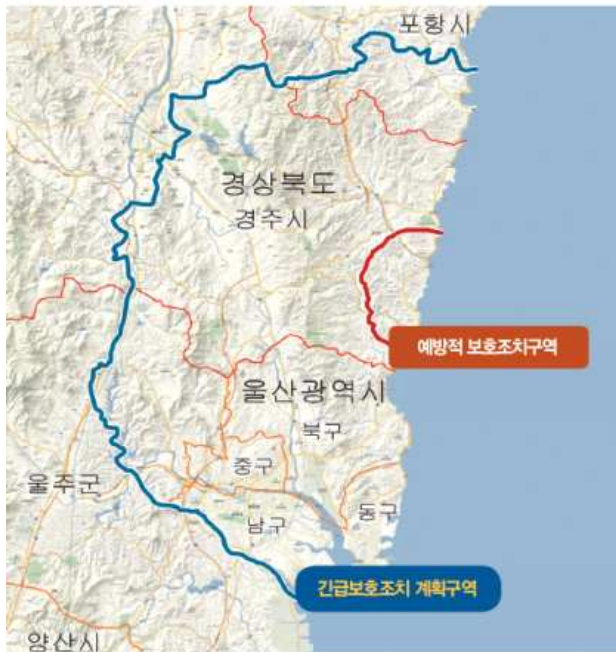 포항시
경상북도
경주시
예방적 보호조치구역
울산광역시
북구
중구
울주군
동구
남구
긴급보호조치 계획구역
양산시